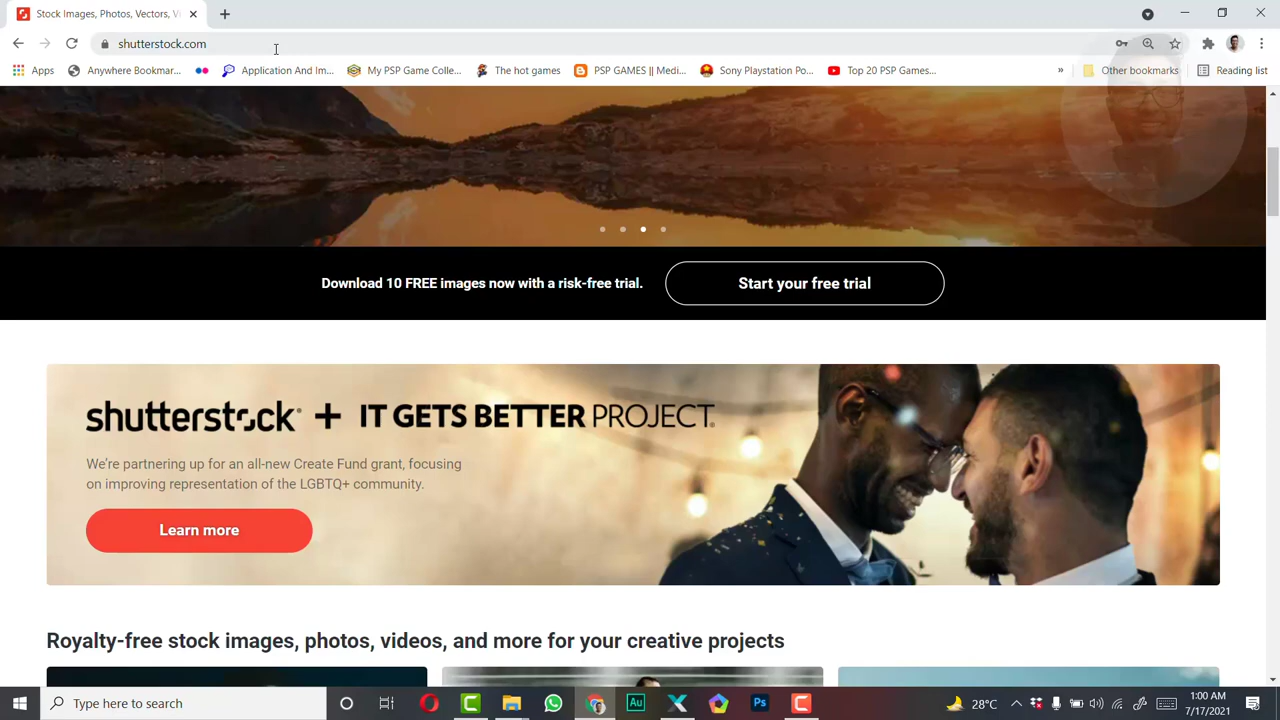 Stock Images, Photos, Vectors, V
shutterstock.com
Apps
Anywhere Bookmar...
Application And Im...
My PSP Game Colle...
The hot games
PSP GAMES || Medi...
Sony Playstation Po...
Top 20 PSP Games...
»
Other bookmarks
Reading list
Download 10 FREE images now with a risk-free trial.
Start your free trial
shutterstock + IT GETS BETTER PROJECT.
We're partnering up for an all-new Create Fund grant, focusing
on improving representation of the LGBTQ+ community.
Learn more
Royalty-free stock images, photos, videos, and more for your creative projects
Type here to search
Au
Ps
28°C
1:00 AM
7/17/2021